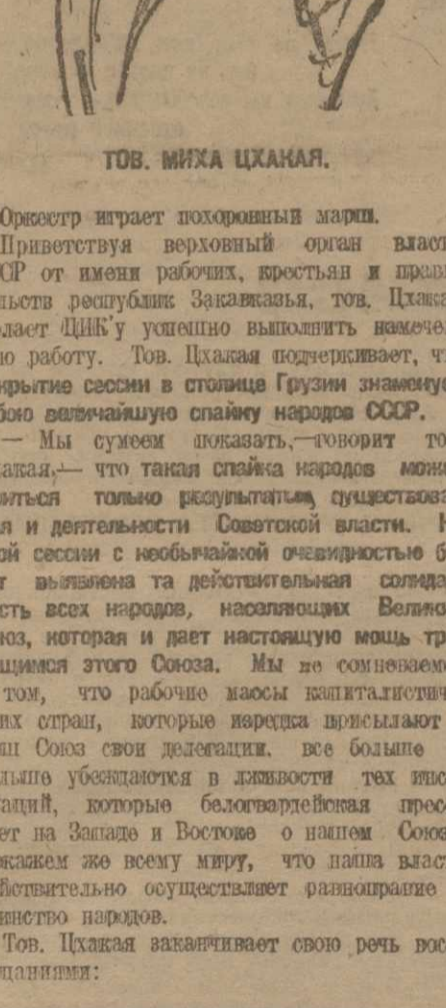 ТОВ. МИХА ЦХАКАЯ.
Оркестр играет похоронный марш.
Приветствуя верховный орган власт
СР от имени рабочих, крестьян и прави
льств республик Закавказья, тов. Цхака
лает ЦИК'у успешно выполнить намечен
ю работу. Тов. Цхакая подчеркивает, чт
крытие сессии в столице Грузии знаменуе
бою величайшую спайку народов СССР.
— Мы сумеем показать,—говорит то
акая,— что такая спайка народов може
виться только результатом существова
я и деятельности Советской власти. Н
ой сессии с необычайной очевидностью бу
т выявлена та действительная солида
сть всех народов, населяющих Велик
юз, которая и дает настоящую мощь тр
щимся этого Союза. Мы не сомневаем
том, что рабочие массы капиталистич
их стран, которые изредка присылают
ш Союз свои делегации, все больше
льше убеждаются в лживости тех инс
аций, которые белогвардейская прес
ет на Западе и Востоке о нашем Союз
кажем же всему миру, что наша власт
йствительно осуществляет равноправие
инство народов.
Тов. Цхакая заканчивает свою речь вос
цаниями: